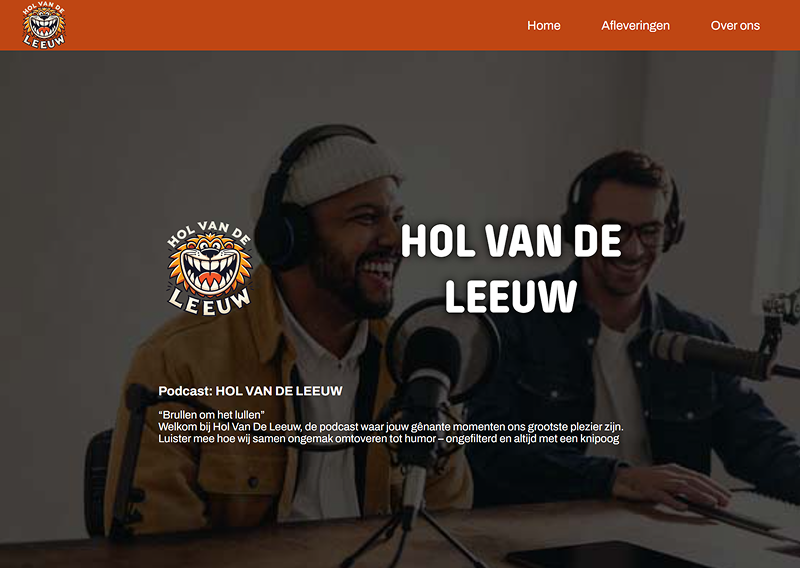 HOL VAN DE
LEEUW
Home
Afleveringen
Over ons
HOL VAN DE
LEEUW
HOL VAN DE
LEEUW
Podcast: HOL VAN DE LEEUW
“Brullen om het lullen”
Welkom bij Hol Van De Leeuw, de podcast waar jouw gênante momenten ons grootste plezier zijn.
Luister mee hoe wij samen ongemak omtoveren tot humor – ongefilterd en altijd met een knipoog